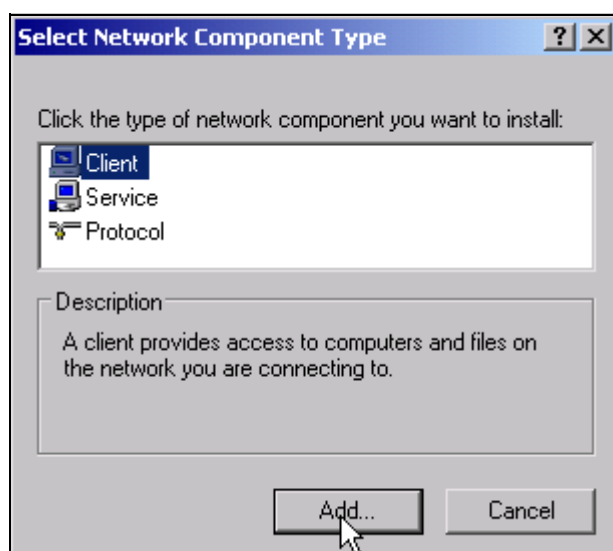 Select Network Component Type
Click the type of network component you want to install:
Client
Service
Protocol
Description
A client provides access to computers and files on
the network you are connecting to.
Add...
Cancel